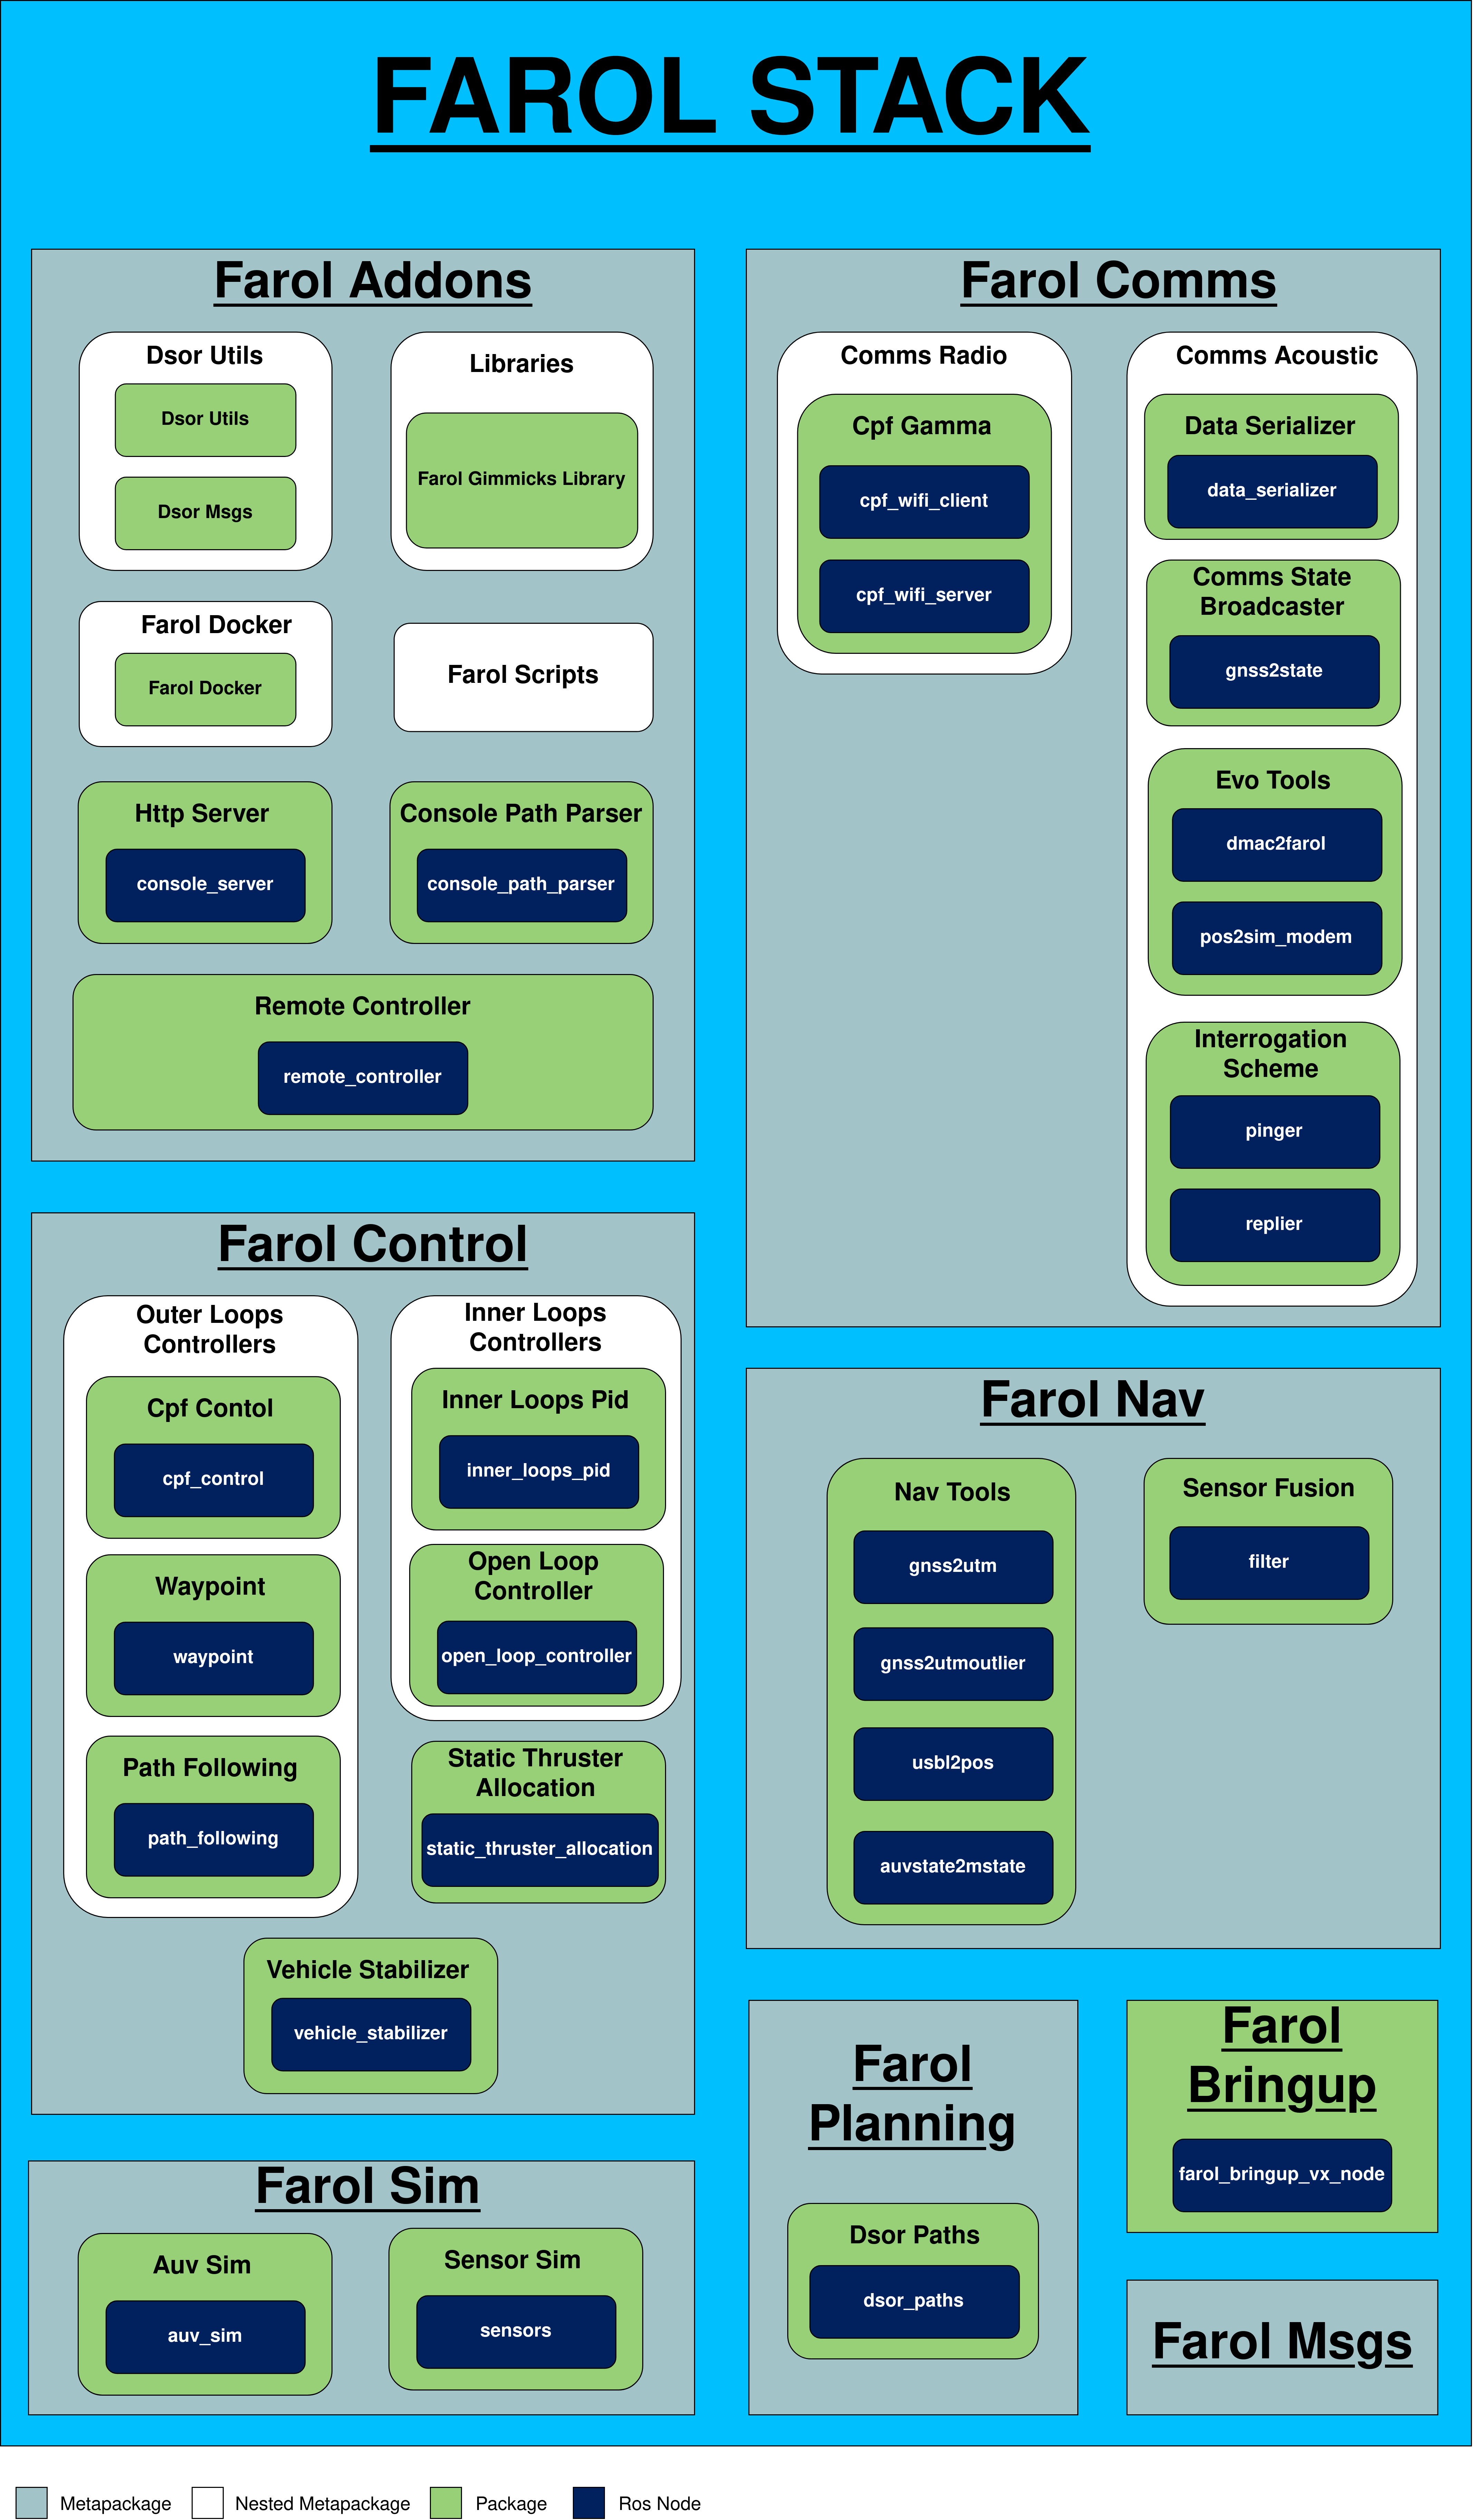 FAROL STACK
Farol Addons
Dsor Utils
Dsor Utils
Dsor Msgs
Libraries
Farol Gimmicks Library
Farol Docker
Farol Docker
Farol Scripts
Http Server
console_server
Console Path Parser
console_path_parser
Remote Controller
remote_controller
Farol Comms
Comms Radio
Cpf Gamma
cpf_wifi_client
cpf_wifi_server
Comms Acoustic
Data Serializer
data_serializer
Comms State
Broadcaster
gnss2state
Evo Tools
dmac2farol
pos2sim_modem
Interrogation
Scheme
pinger
replier
Farol Control
Outer Loops
Controllers
Cpf Contol
cpf_control
Waypoint
waypoint
Path Following
path_following
Inner Loops
Controllers
Inner Loops Pid
inner_loops_pid
Open Loop
Controller
open_loop_controller
Static Thruster
Allocation
static_thruster_allocation
Vehicle Stabilizer
vehicle_stabilizer
Farol Nav
Nav Tools
gnss2utm
gnss2utmoutlier
usbl2pos
auvstate2mstate
Sensor Fusion
filter
Farol Sim
Auv Sim
auv_sim
Sensor Sim
sensors
Farol
Planning
Dsor Paths
dsor_paths
Farol
Bringup
farol_bringup_vx_node
Farol Msgs
Metapackage
Nested Metapackage
Package
Ros Node